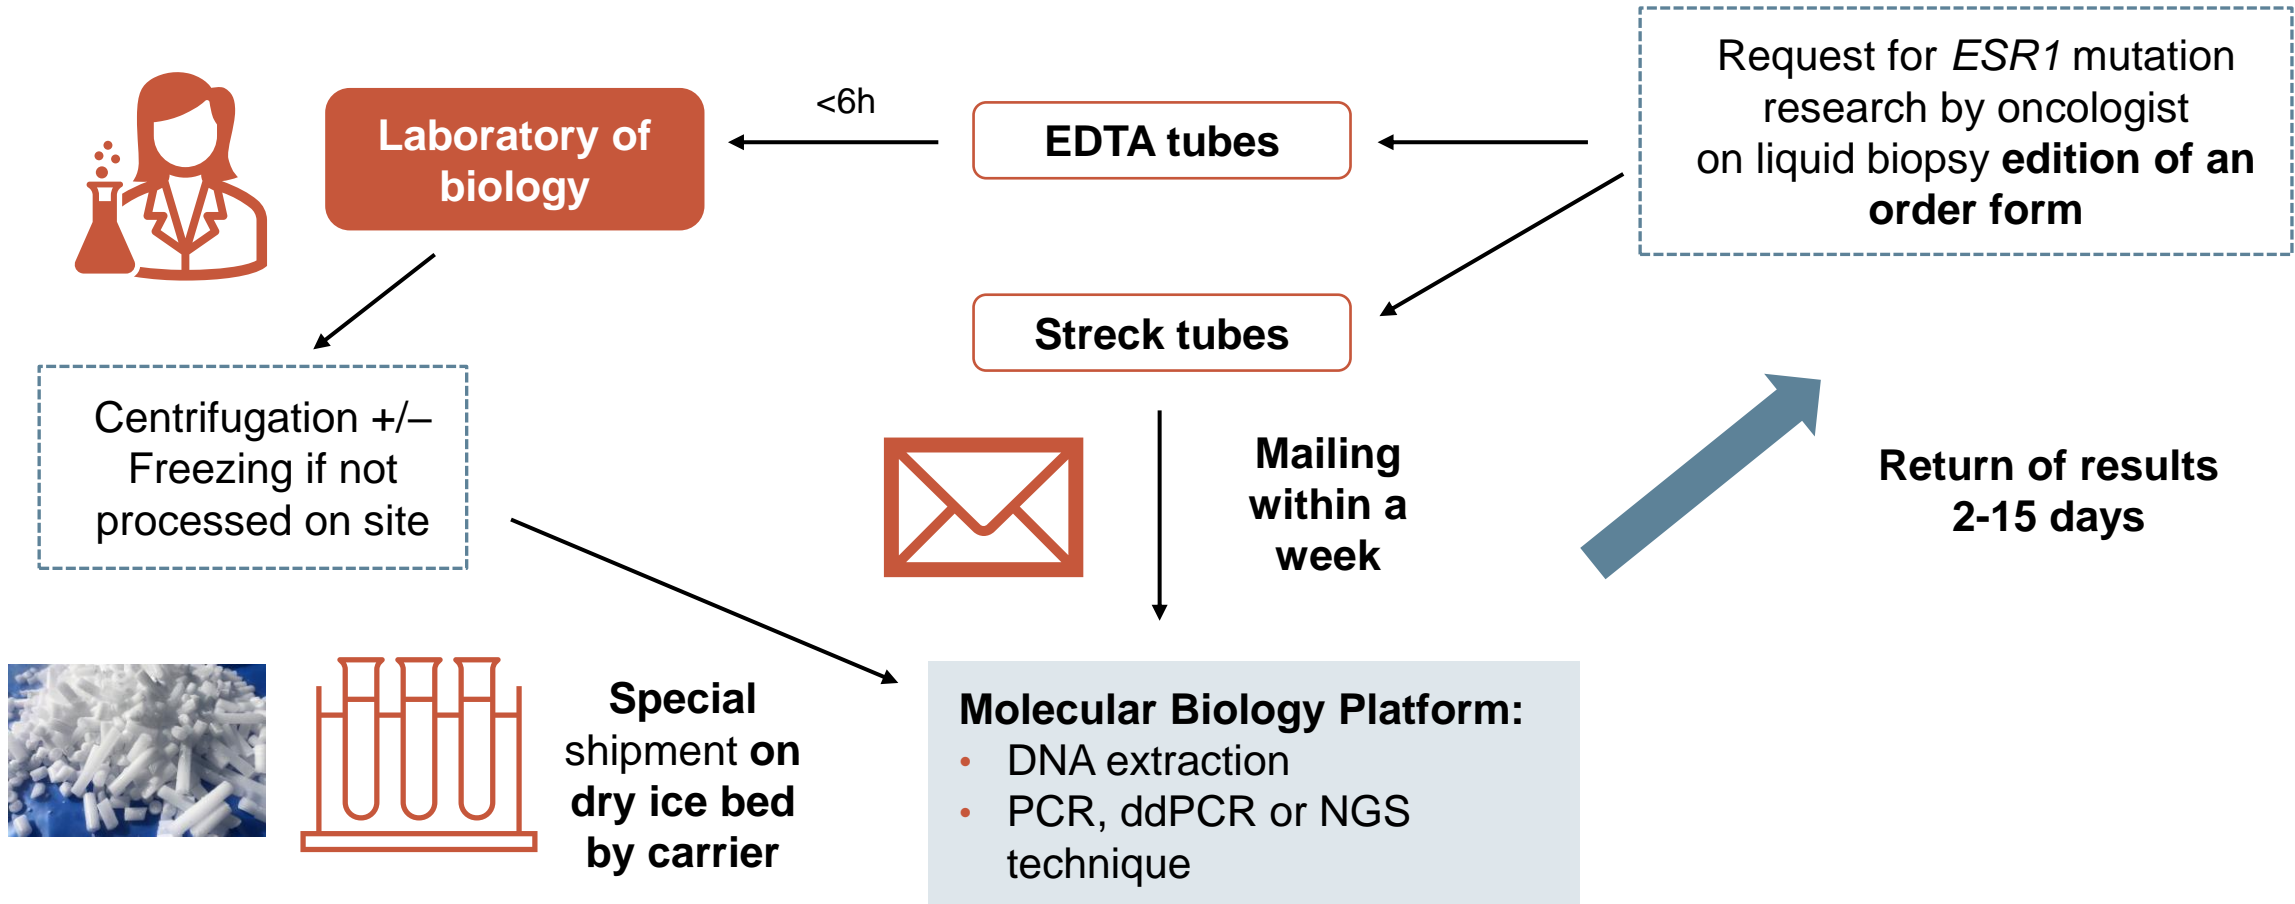 Request for ESR1 mutation
research by oncologist
on liquid biopsy edition of an
order form
EDTA tubes
<6h
Laboratory of
biology
Streck tubes
Centrifugation +/–
Freezing if not
processed on site
Mailing
within a
week
Return of results
2-15 days
Special
shipment on
dry ice bed
by carrier
Molecular Biology Platform:
• DNA extraction
• PCR, ddPCR or NGS
technique